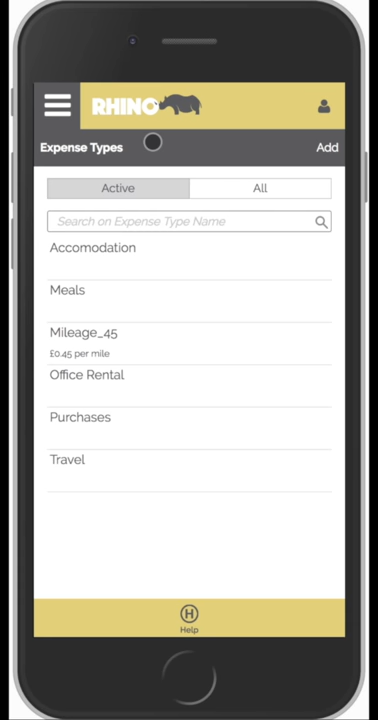 RHINO
Expense Types
Add
Active
All
Search on Expense Type Name
Accomodation
Meals
Mileage_45
£0.45 per mile
Office Rental
Purchases
Travel
H
Help